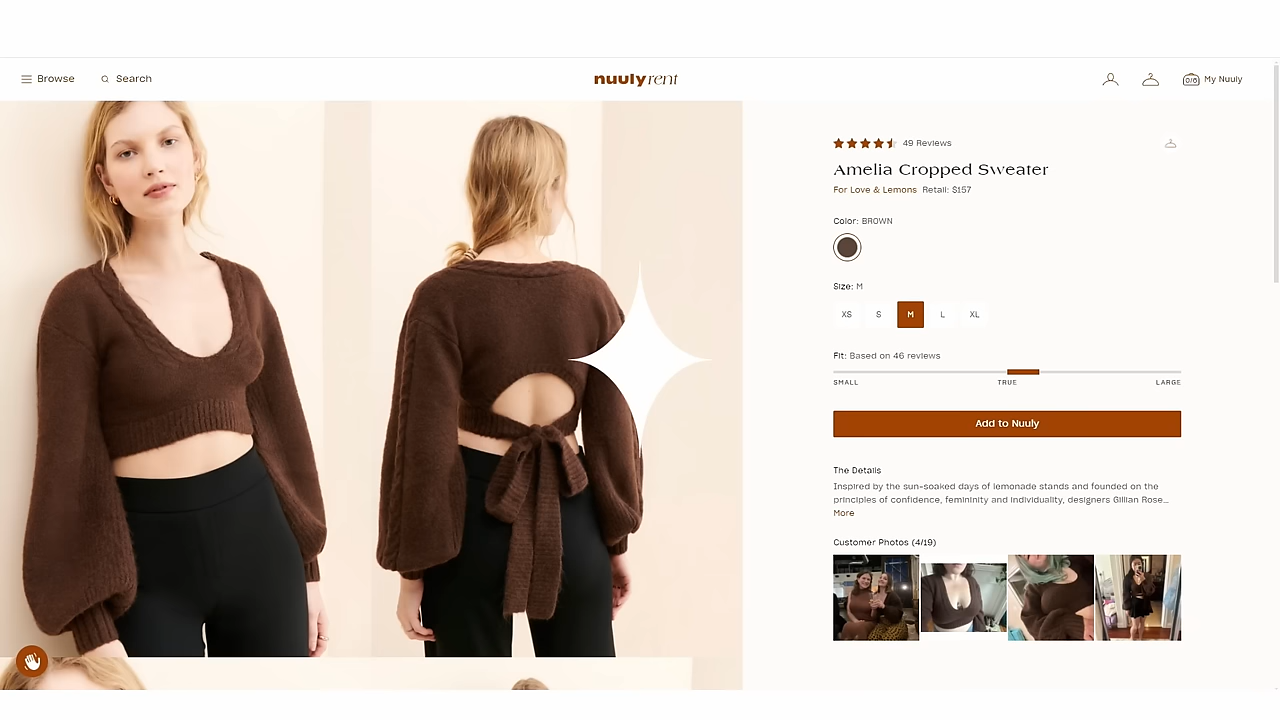 Browse
Search
nuuly rent
0/6
My Nuuly
49 Reviews
Amelia Cropped Sweater
For Love & Lemons Retail: $157
Color: BROWN
Size: M
XS S M L XL
Fit: Based on 46 reviews
SMALL TRUE LARGE
Add to Nuuly
The Details
Inspired by the sun-soaked days of lemonade stands and founded on the
principles of confidence, femininity and individuality, designers Gillian Rose...
More
Customer Photos (4/19)